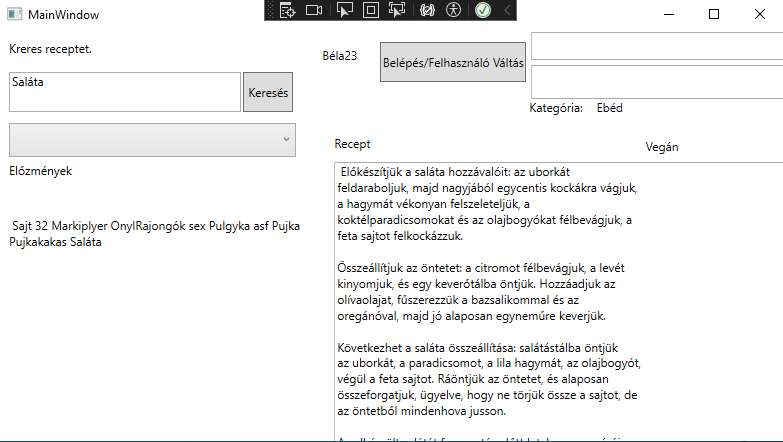 MainWindow
Kreres receptet.
Béla23
Belépés/Felhasználó Váltás
Saláta
Keresés
Kategória: Ebéd
Recept
Vegán
Előzmények
Sajt 32 Markiplyer OnylRajongók sex Pulgyka asf Pujka
Pujkakakas Saláta
Előkészítjük a saláta hozzávalóit: az uborkát
feldaraboljuk, majd nagyjából egycentis kockákra vágjuk,
a hagymát vékonyan felszeleteljük, a
koktélparadicsomokat és az olajbogyókat félbevágjuk, a
feta sajtot felkockázzuk.
Összeállítjuk az öntetet: a citromot félbevágjuk, a levét
kinyomjuk, és egy keverőtálba öntjük. Hozzáadjuk az
olívaolajat, fűszerezzük a bazsalikommal és az
oregánóval, majd jó alaposan egyneműre keverjük.
Következhet a saláta összeállítása: salátástálba öntjük
az uborkát, a paradicsomot, a lila hagymát, az olajbogyót,
végül a feta sajtot. Ráöntjük az öntetet, és alaposan
összeforgatjuk, ügyelve, hogy ne törjük össze a sajtot, de
az öntetből mindenhova jusson.